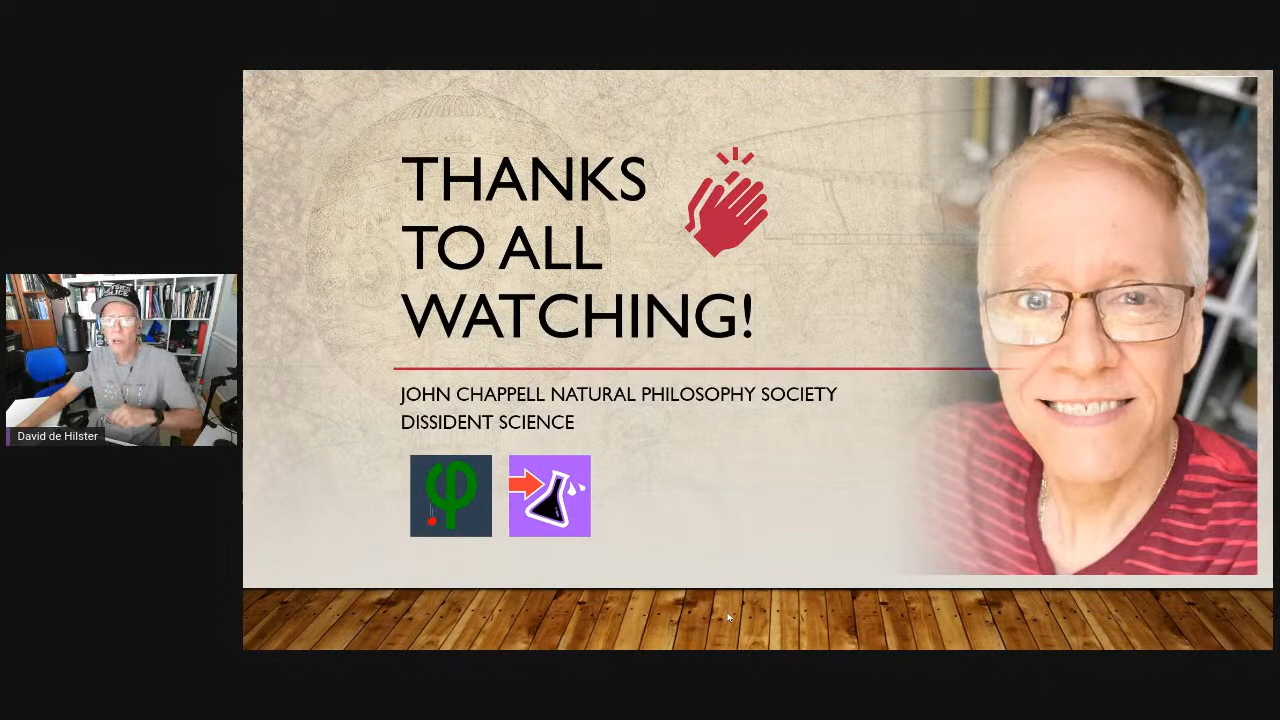 THANKS
TO ALL
WATCHING!
JOHN CHAPPELL NATURAL PHILOSOPHY SOCIETY
DISSIDENT SCIENCE
David de Hilster